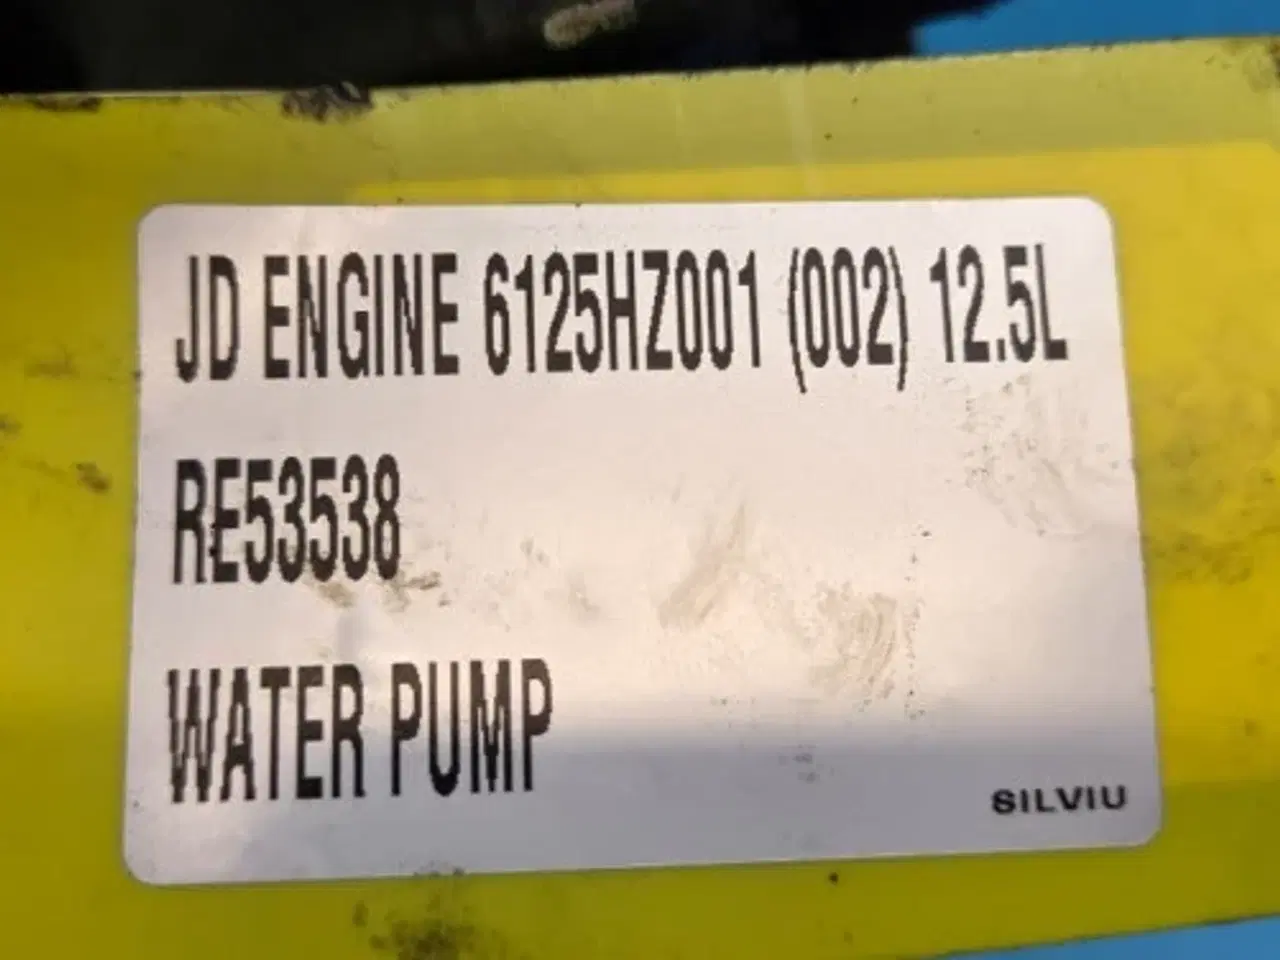 JD ENGINE 6125HZ001 (002) 12.5L
RE53538
WATER PUMP
SILVIU